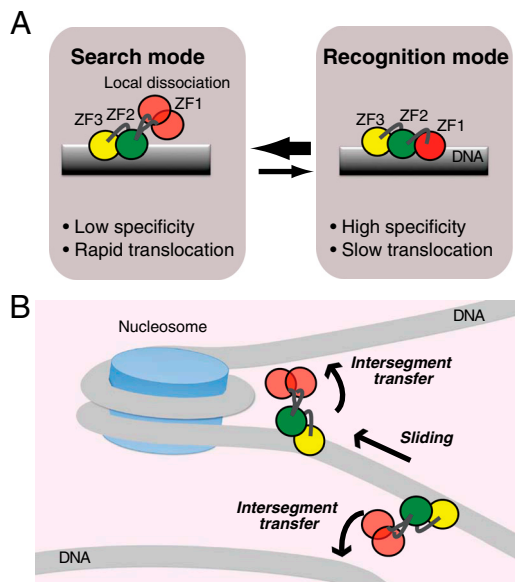 A
Search mode
Local dissociation
ZF3
ZF2
ZF1
• Low specificity
• Rapid translocation
Recognition mode
ZF3
ZF2
ZF1
DNA
• High specificity
• Slow translocation
B
Nucleosome
DNA
Intersegment
transfer
Sliding
Intersegment
transfer
DNA